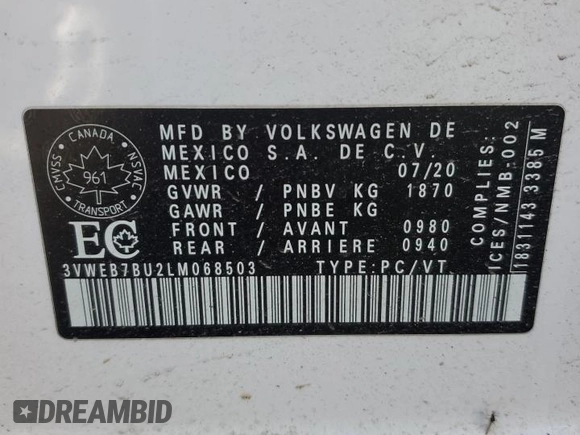 CANADA
CMVSS
NSVAC
961
TRANSPORT
EC
MFD BY VOLKSWAGEN DE
MEXICO S.A. DE C.V.
MEXICO 07/20
GVWR / PNBV KG 1870
GAWR / PNBE KG
FRONT / AVANT 0980
REAR / ARRIERE 0940
3VWEB7BU2LM068503 TYPE:PC/VT
COMPLIES:
ICES/NMB-002
1831143 3385 M
DREAMBID